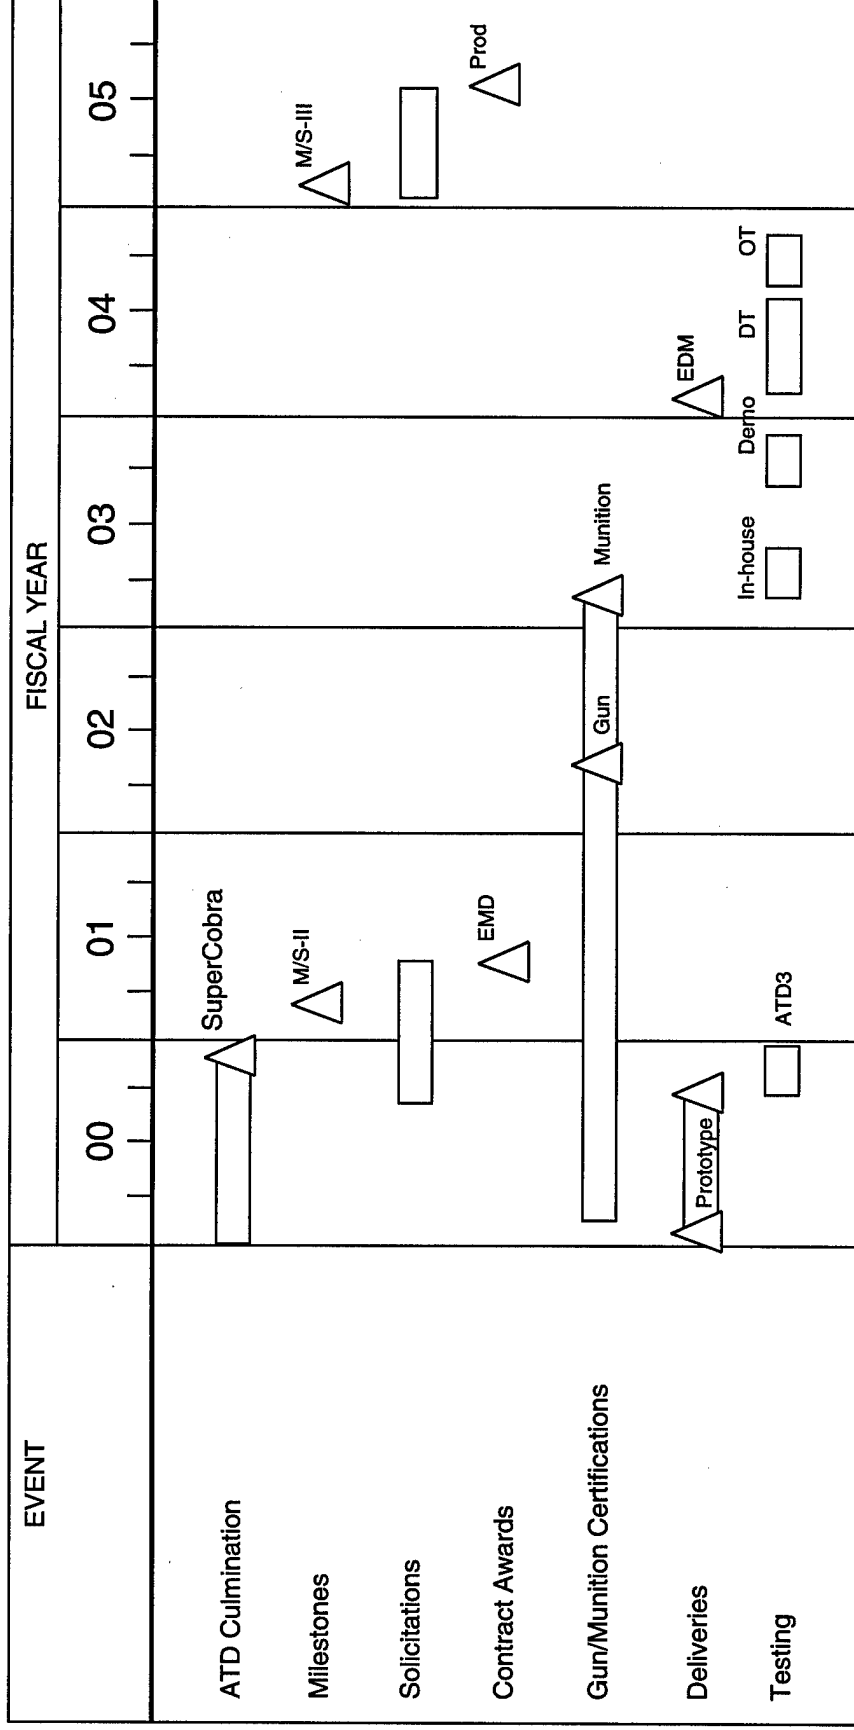 EVENT
FISCAL YEAR
00
01
02
03
04
05
ATD Culmination
SuperCobra
Milestones
M/S-II
M/S-III
Solicitations
Contract Awards
EMD
Prod
Gun/Munition Certifications
Gun
Munition
Deliveries
Prototype
EDM
Testing
ATD3
In-house
Demo
DT
OT